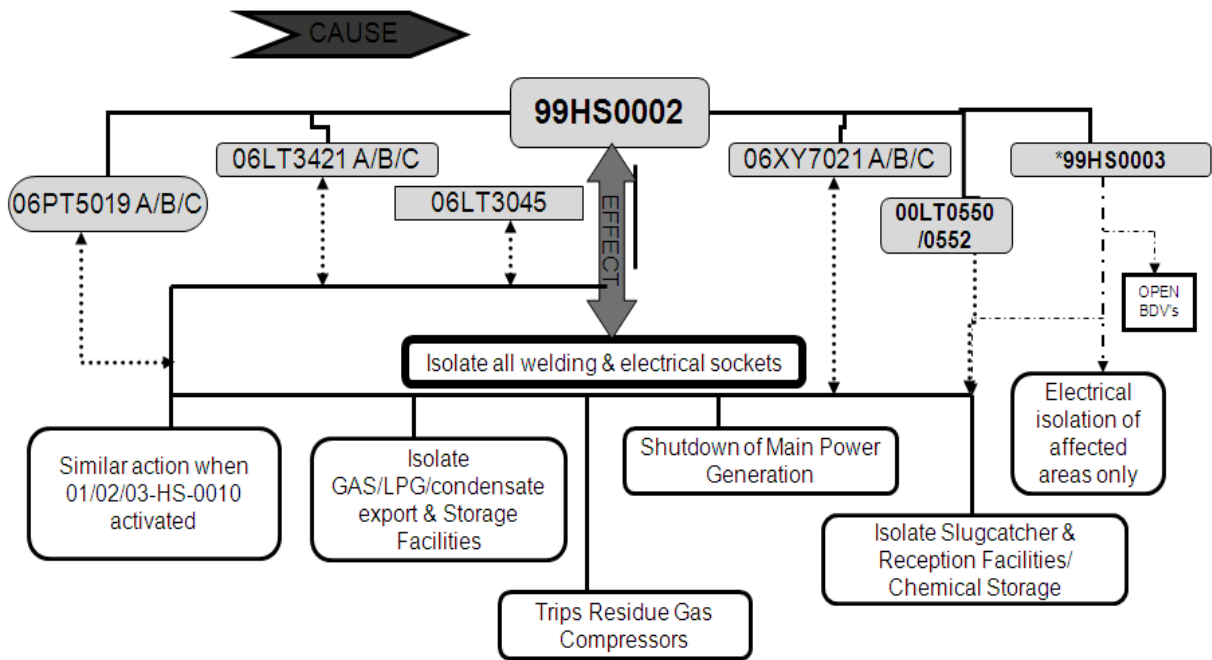 CAUSE
99HS0002
06LT3421 A/B/C
06XY7021 A/B/C
*99HS0003
06PT5019 A/B/C
06LT3045
00LT0550
/0552
EFFECT
OPEN
BDV's
Isolate all welding & electrical sockets
Similar action when
01/02/03-HS-0010
activated
Isolate
GAS/LPG/condensate
export & Storage
Facilities
Shutdown of Main Power
Generation
Electrical
isolation of
affected
areas only
Trips Residue Gas
Compressors
Isolate Slugcatcher &
Reception Facilities/
Chemical Storage